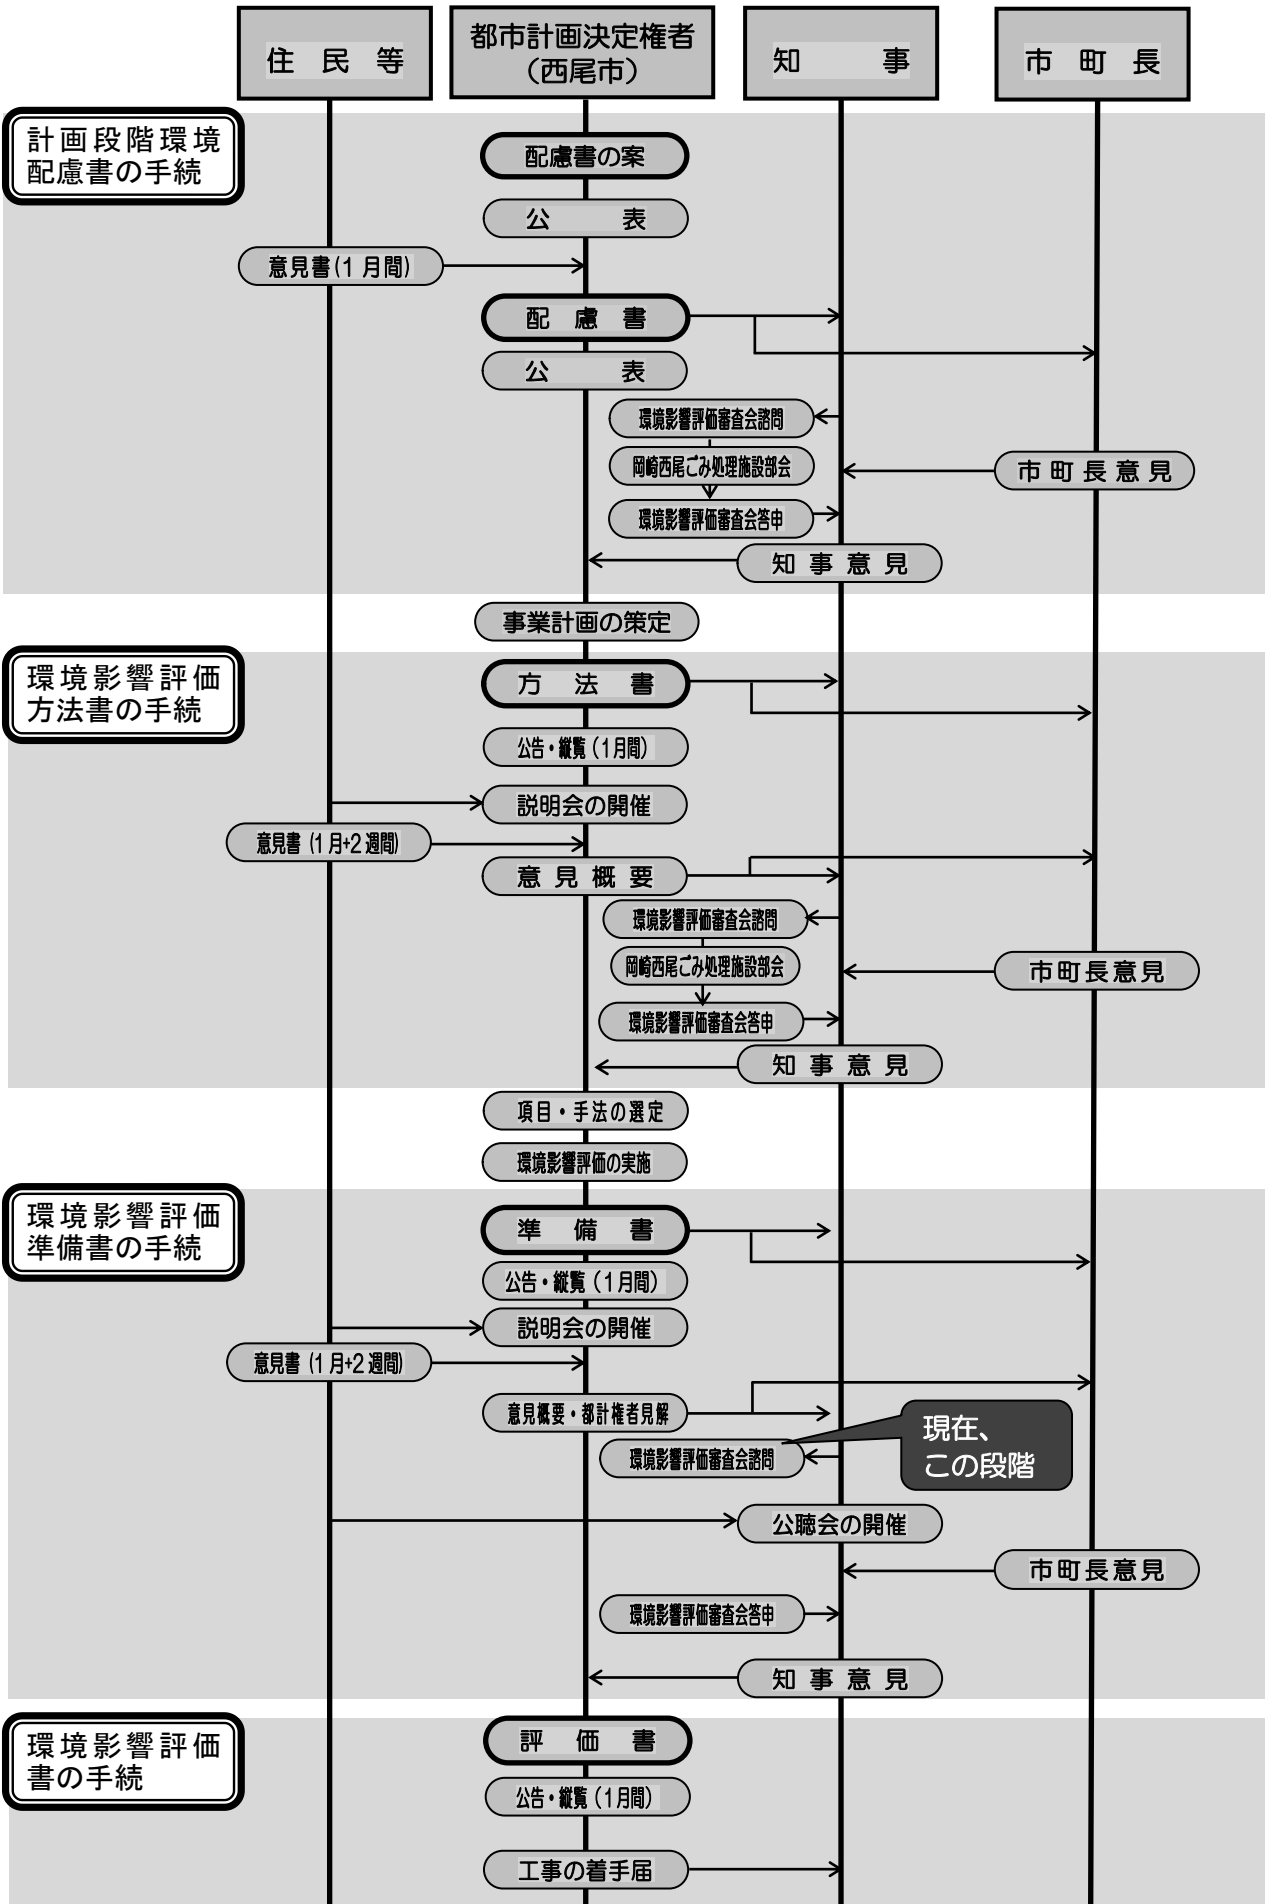 住民等
都市計画決定権者
（西尾市）
知事
市町長
計画段階環境
配慮書の手続
配慮書の案
公表
意見書(1 月間)
配慮書
公表
環境影響評価審査会諮問
岡崎西尾ごみ処理施設部会
市町長意見
環境影響評価審査会答申
知事意見
事業計画の策定
環境影響評価
方法書の手続
方法書
公告・縦覧（1月間）
説明会の開催
意見書 (1 月+2 週間)
意見概要
環境影響評価審査会諮問
岡崎西尾ごみ処理施設部会
市町長意見
環境影響評価審査会答申
知事意見
項目・手法の選定
環境影響評価の実施
環境影響評価
準備書の手続
準備書
公告・縦覧（1月間）
説明会の開催
意見書 (1 月+2 週間)
意見概要・都計権者見解
現在、
この段階
環境影響評価審査会諮問
公聴会の開催
市町長意見
環境影響評価審査会答申
知事意見
環境影響評価
書の手続
評価書
公告・縦覧（1月間）
工事の着手届